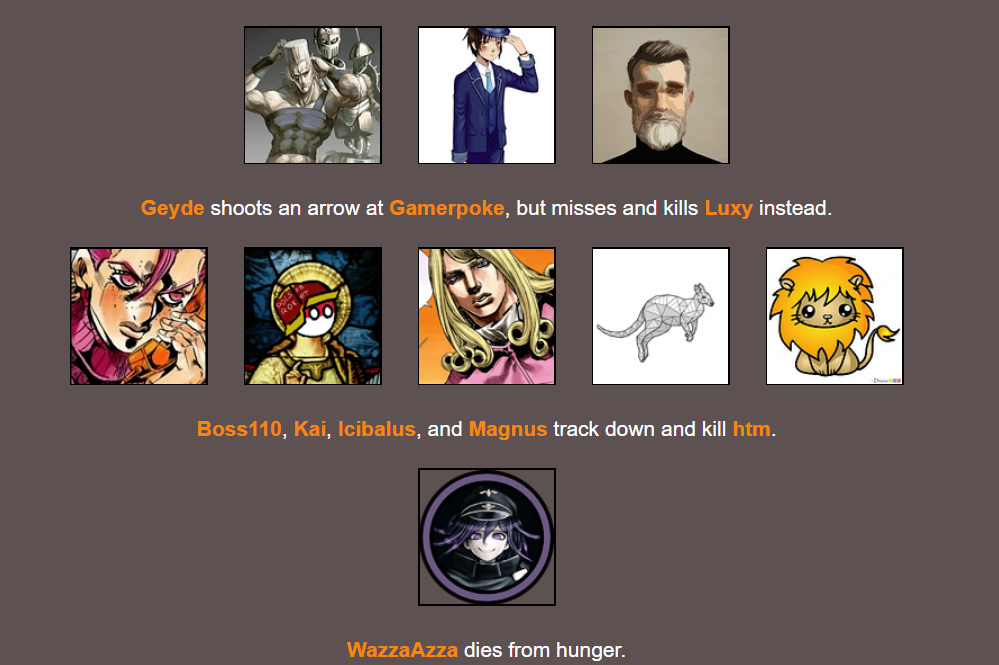 Geyde shoots an arrow at Gamerpoke, but misses and kills Luxy instead.
Boss110, Kai, Icibalus, and Magnus track down and kill htm.
WazzaAzza dies from hunger.